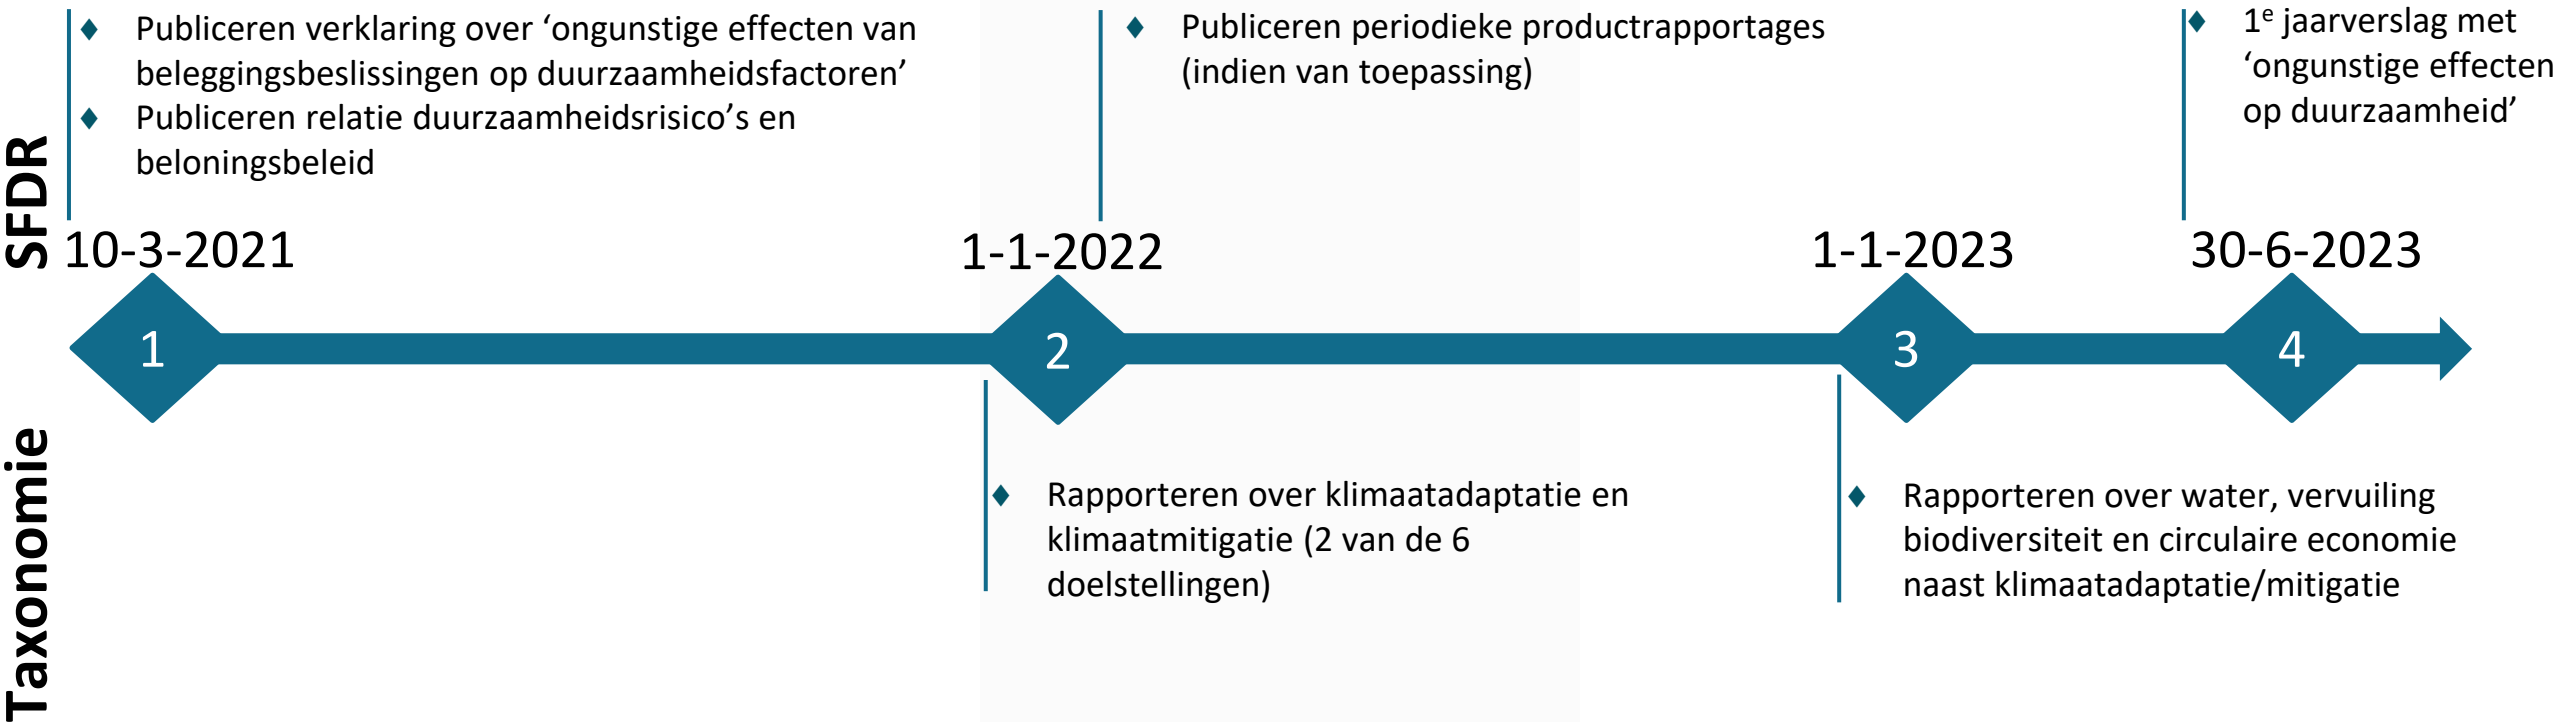 SFDR
Publiceren verklaring over ‘ongunstige effecten van
beleggingsbeslissingen op duurzaamheidsfactoren’
Publiceren relatie duurzaamheidsrisico’s en
beloningsbeleid
Publiceren periodieke productrapportages
(indien van toepassing)
1e jaarverslag met
‘ongunstige effecten
op duurzaamheid’
10-3-2021
1-1-2022
1-1-2023
30-6-2023
1
2
3
4
Taxonomie
Rapporteren over klimaatadaptatie en
klimaatmitigatie (2 van de 6
doelstellingen)
Rapporteren over water, vervuiling
biodiversiteit en circulaire economie
naast klimaatadaptatie/mitigatie